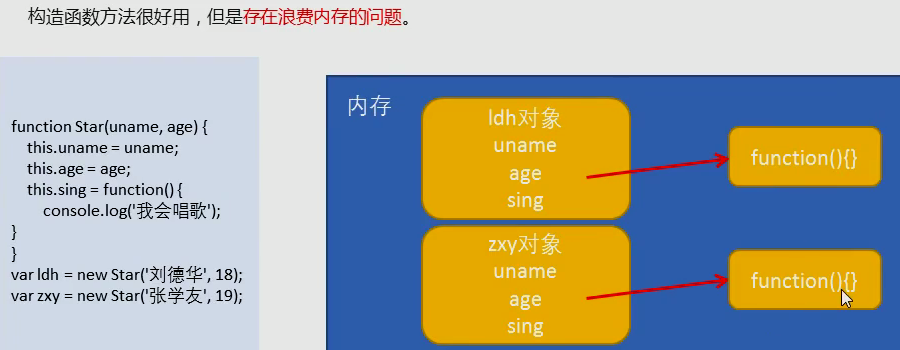 构造函数方法很好用，但是存在浪费内存的问题。
function Star(uname, age) {
this.uname = uname;
this.age = age;
this.sing = function() {
console.log('我会唱歌');
}
}
var ldh = new Star('刘德华', 18);
var zxy = new Star('张学友', 19);
内存
ldh对象
uname
age
sing
function(){}
zxy对象
uname
age
sing
function(){}